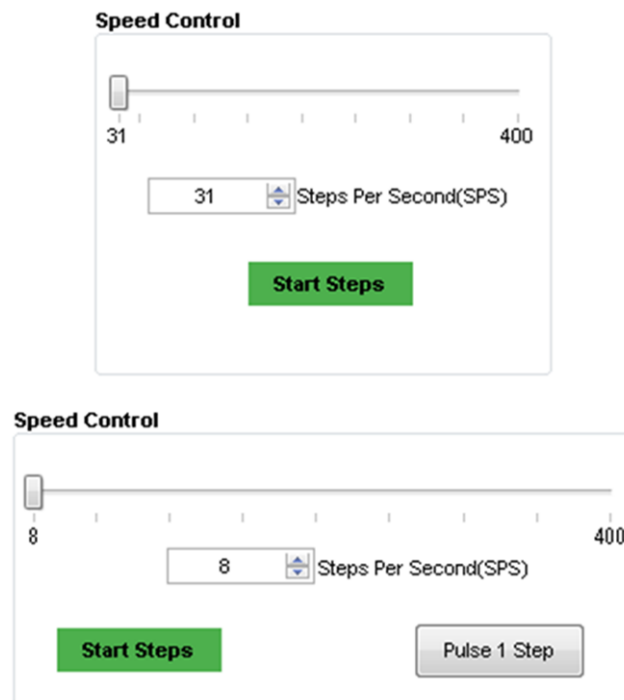 Speed Control
31 400
31 Steps Per Second(SPS)
Start Steps
Speed Control
8 400
8 Steps Per Second(SPS)
Start Steps Pulse 1 Step